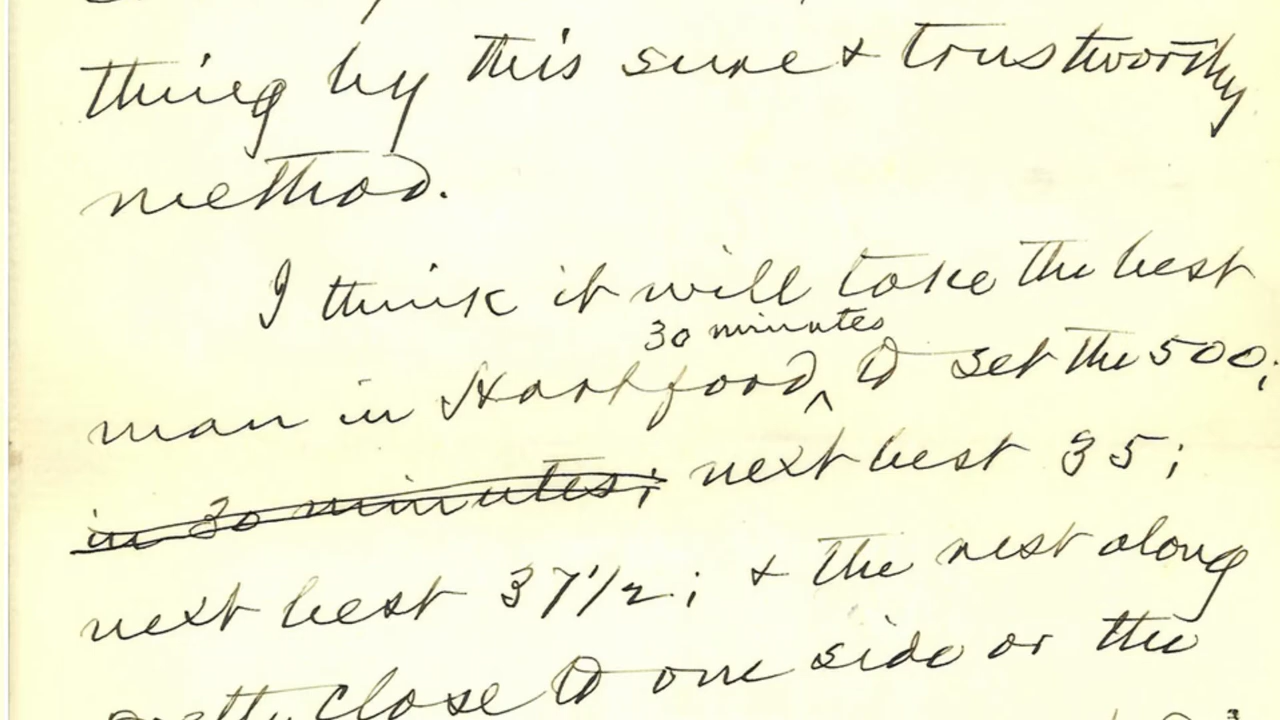 thing by this sure & trustworthy
method.
I think it will take the best
30 minutes
man in Hartford ^ to set the 500;
in 30 minutes; next best 35;
next best 37 1/2; & the rest along
pretty close to one side or the